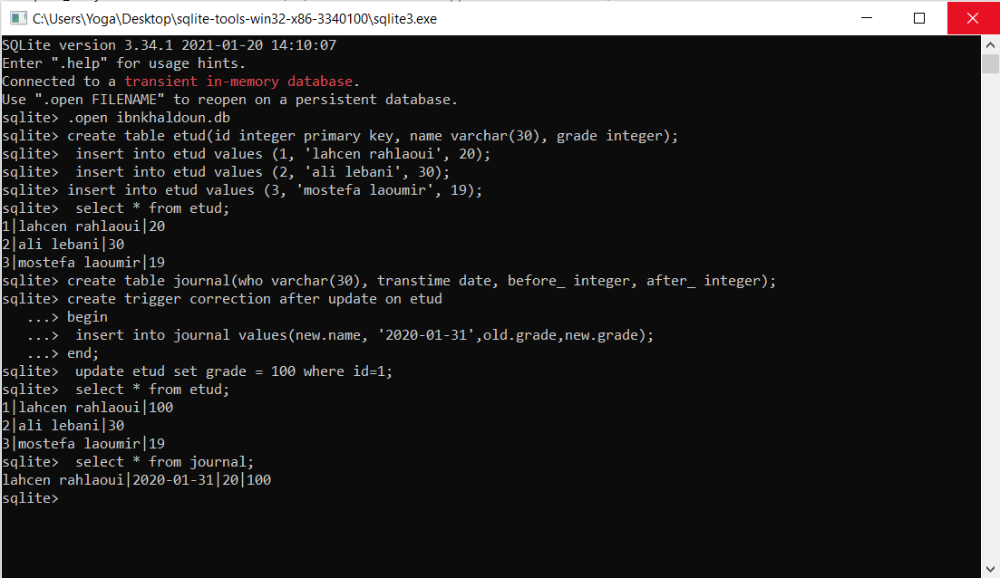 C:\Users\Yoga\Desktop\sqlite-tools-win32-x86-3340100\sqlite3.exe
SQLite version 3.34.1 2021-01-20 14:10:07
Enter ".help" for usage hints.
Connected to a transient in-memory database.
Use ".open FILENAME" to reopen on a persistent database.
sqlite> .open ibnkhaldoun.db
sqlite> create table etud(id integer primary key, name varchar(30), grade integer);
sqlite>  insert into etud values (1, 'lahcen rahlaoui', 20);
sqlite>  insert into etud values (2, 'ali lebani', 30);
sqlite> insert into etud values (3, 'mostefa laoumir', 19);
sqlite>  select * from etud;
1|lahcen rahlaoui|20
2|ali lebani|30
3|mostefa laoumir|19
sqlite> create table journal(who varchar(30), transtime date, before_ integer, after_ integer);
sqlite> create trigger correction after update on etud
   ...> begin
   ...>  insert into journal values(new.name, '2020-01-31',old.grade,new.grade);
   ...> end;
sqlite>  update etud set grade = 100 where id=1;
sqlite>  select * from etud;
1|lahcen rahlaoui|100
2|ali lebani|30
3|mostefa laoumir|19
sqlite>  select * from journal;
lahcen rahlaoui|2020-01-31|20|100
sqlite>